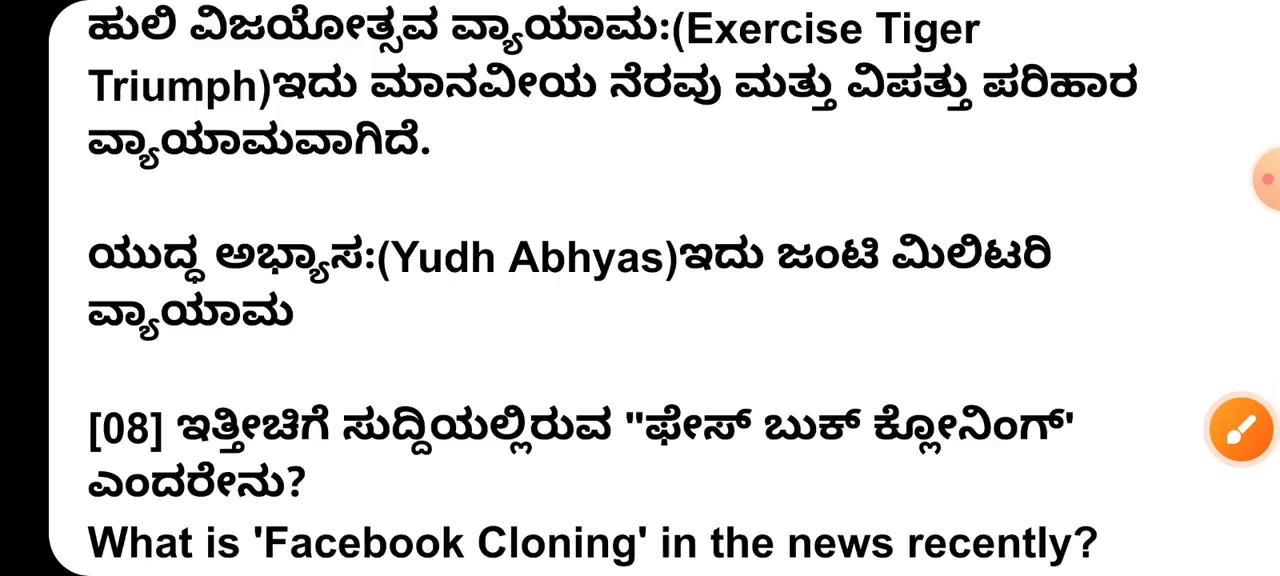 ಹುಲಿ ವಿಜಯೋತ್ಸವ ವ್ಯಾಯಾಮ:(Exercise Tiger
Triumph)ಇದು ಮಾನವೀಯ ನೆರವು ಮತ್ತು ವಿಪತ್ತು ಪರಿಹಾರ
ವ್ಯಾಯಾಮವಾಗಿದೆ.
ಯುದ್ಧ ಅಭ್ಯಾಸ:(Yudh Abhyas)ಇದು ಜಂಟಿ ಮಿಲಿಟರಿ
ವ್ಯಾಯಾಮ
[08] ಇತ್ತೀಚಿಗೆ ಸುದ್ದಿಯಲ್ಲಿರುವ "ಫೇಸ್ ಬುಕ್ ಕ್ಲೋನಿಂಗ್'
ಎಂದರೇನು?
What is 'Facebook Cloning' in the news recently?